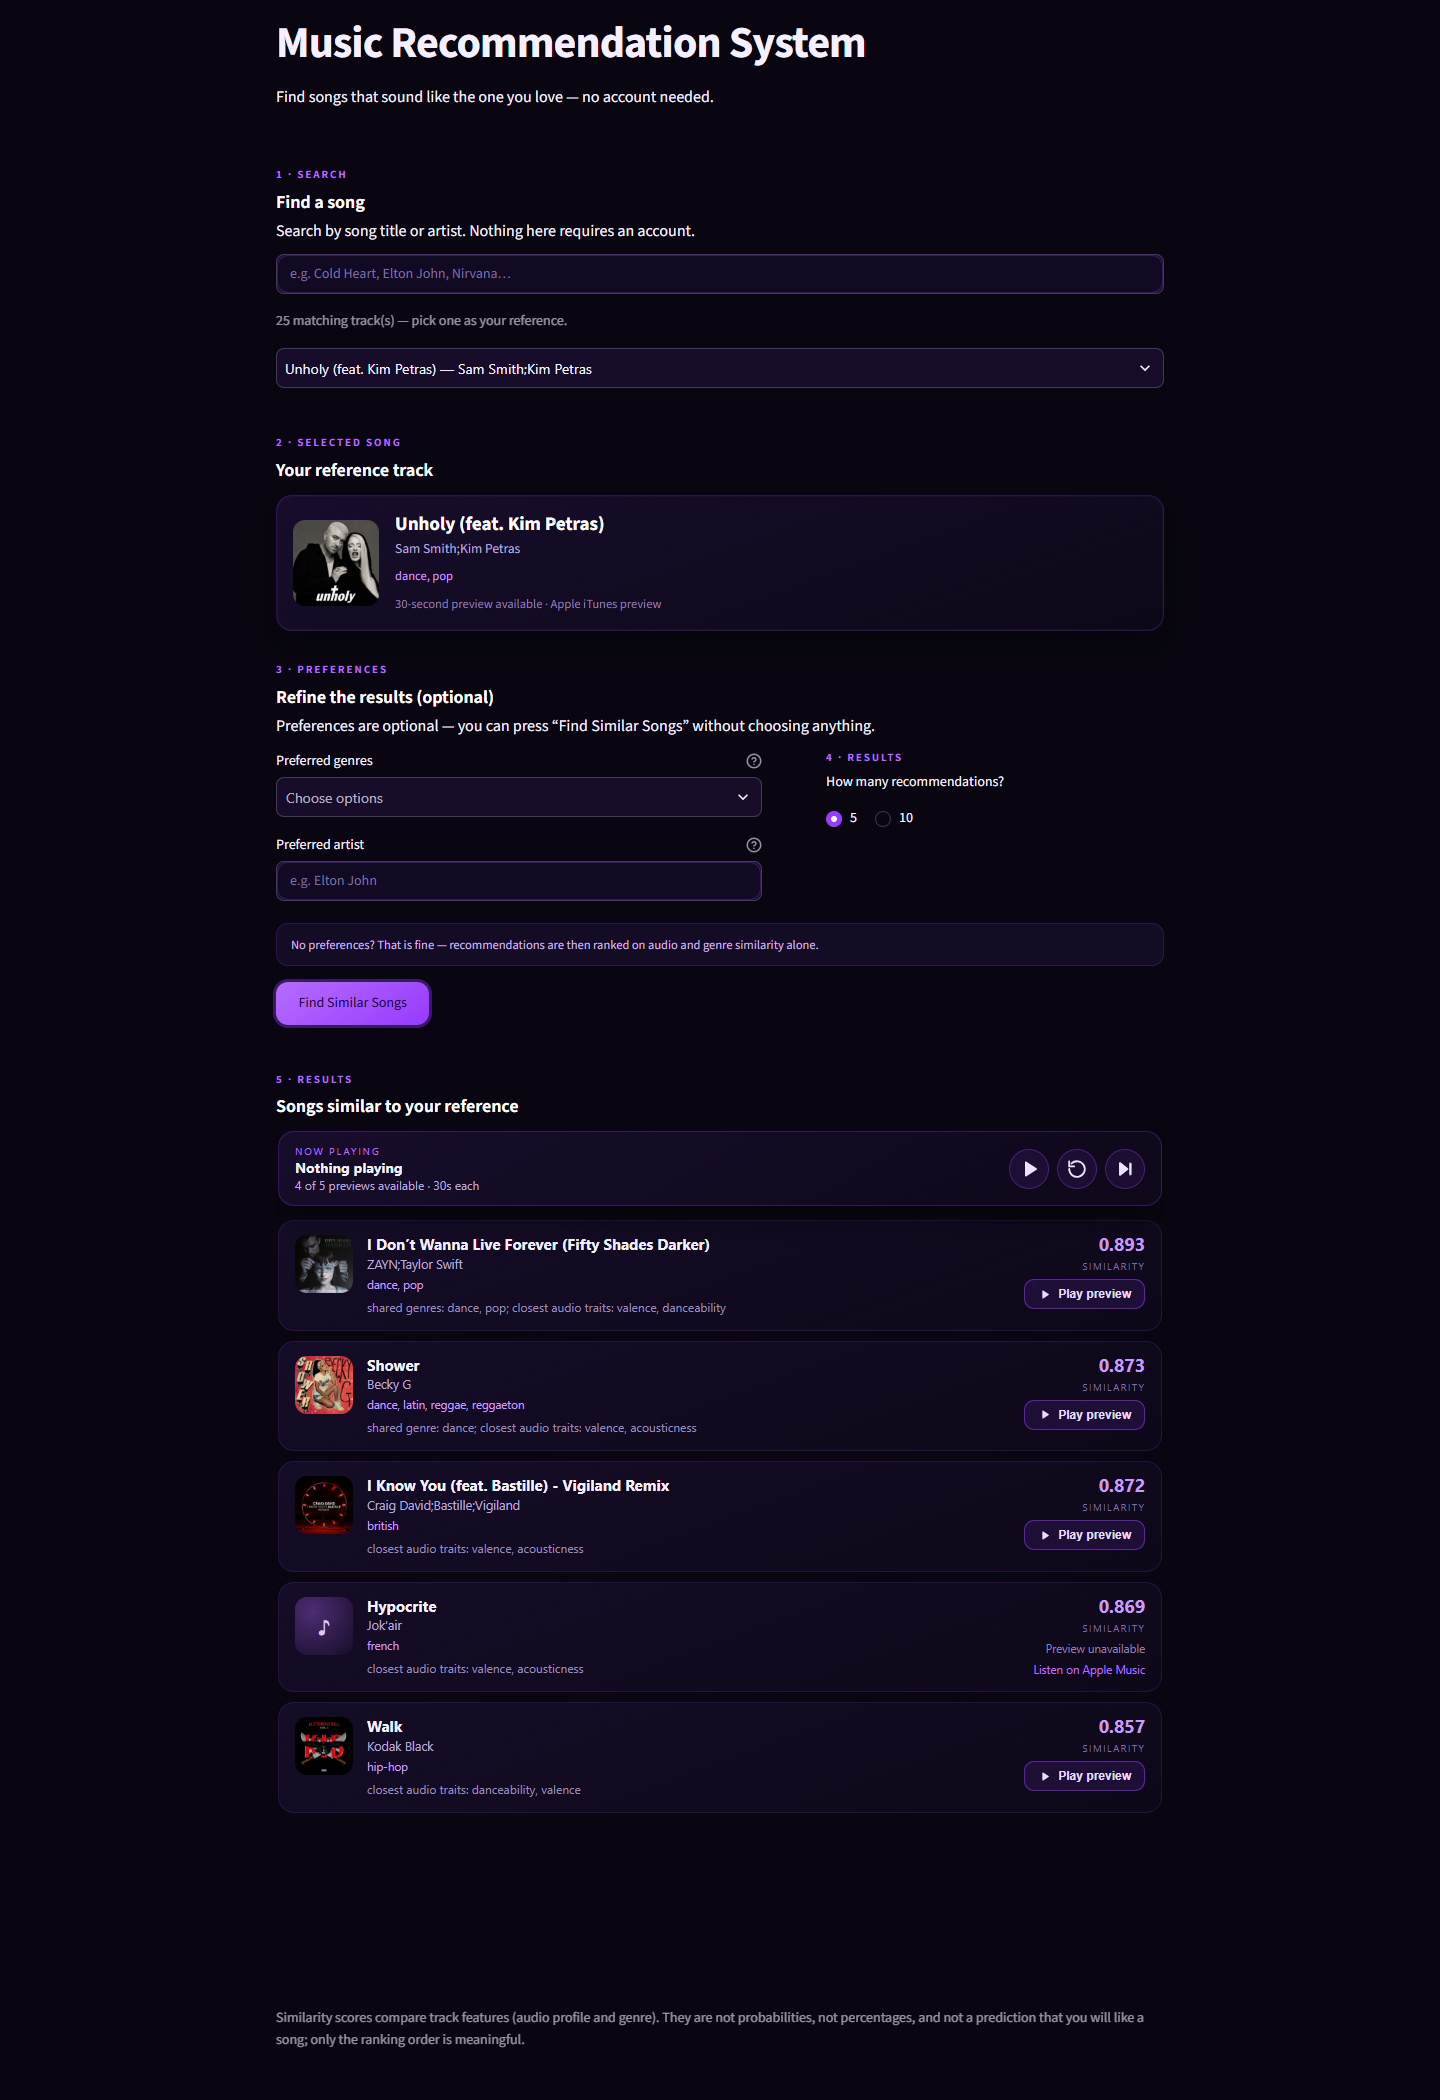 Music Recommendation System
Find songs that sound like the one you love — no account needed.
1 · SEARCH
Find a song
Search by song title or artist. Nothing here requires an account.
e.g. Cold Heart, Elton John, Nirvana…
25 matching track(s) — pick one as your reference.
Unholy (feat. Kim Petras) — Sam Smith;Kim Petras
2 · SELECTED SONG
Your reference track
unholy
Unholy (feat. Kim Petras)
Sam Smith;Kim Petras
dance, pop
30-second preview available · Apple iTunes preview
3 · PREFERENCES
Refine the results (optional)
Preferences are optional — you can press “Find Similar Songs” without choosing anything.
Preferred genres
Choose options
Preferred artist
e.g. Elton John
4 · RESULTS
How many recommendations?
5 10
No preferences? That is fine — recommendations are then ranked on audio and genre similarity alone.
Find Similar Songs
5 · RESULTS
Songs similar to your reference
NOW PLAYING
Nothing playing
4 of 5 previews available · 30s each
I Don’t Wanna Live Forever (Fifty Shades Darker)
ZAYN;Taylor Swift
dance, pop
shared genres: dance, pop; closest audio traits: valence, danceability
0.893
SIMILARITY
Play preview
Shower
Becky G
dance, latin, reggae, reggaeton
shared genre: dance; closest audio traits: valence, acousticness
0.873
SIMILARITY
Play preview
I Know You (feat. Bastille) - Vigiland Remix
Craig David;Bastille;Vigiland
british
closest audio traits: valence, acousticness
0.872
SIMILARITY
Play preview
Hypocrite
Jok'air
french
closest audio traits: valence, acousticness
0.869
SIMILARITY
Preview unavailable
Listen on Apple Music
Walk
Kodak Black
hip-hop
closest audio traits: danceability, valence
0.857
SIMILARITY
Play preview
Similarity scores compare track features (audio profile and genre). They are not probabilities, not percentages, and not a prediction that you will like a
song; only the ranking order is meaningful.